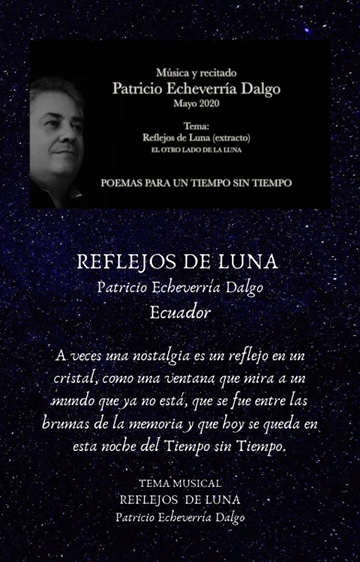 Música y recitado
Patricio Echeverría Dalgo
Mayo 2020
Tema:
Reflejos de Luna (extracto)
EL OTRO LADO DE LA LUNA
POEMAS PARA UN TIEMPO SIN TIEMPO
REFLEJOS DE LUNA
Patricio Echeverría Dalgo
Ecuador
A veces una nostalgia es un reflejo en un
cristal, como una ventana que mira a un
mundo que ya no está, que se fue entre las
brumas de la memoria y que hoy se queda en
esta noche del Tiempo sin Tiempo.
TEMA MUSICAL
REFLEJOS DE LUNA
Patricio Echeverría Dalgo